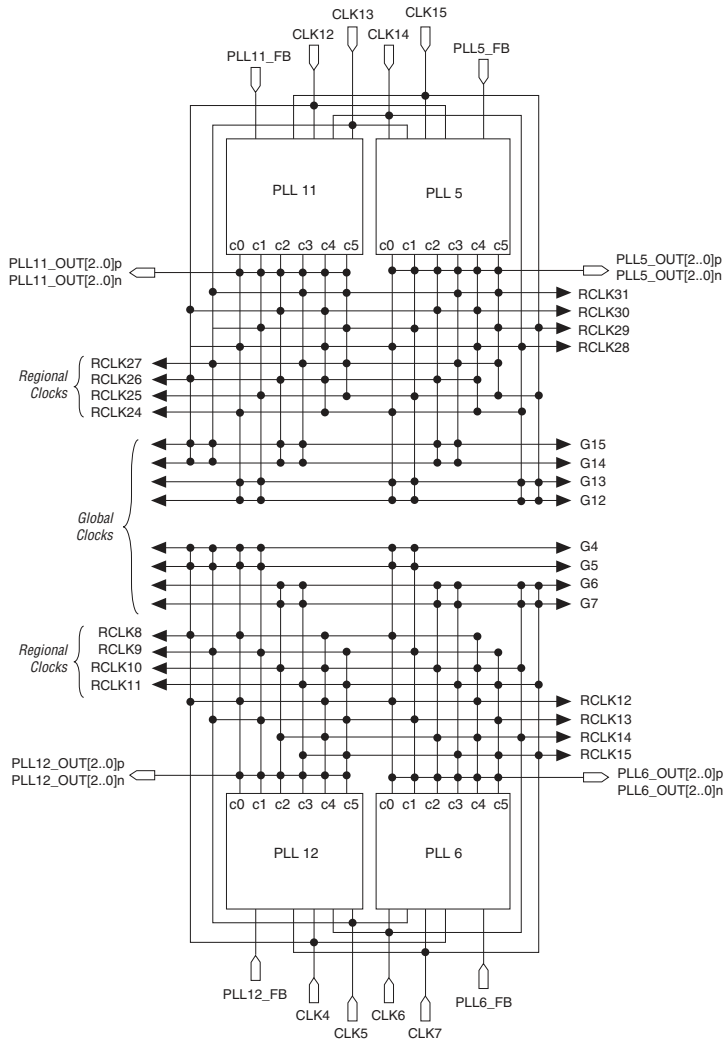 CLK13 CLK15
CLK12 CLK14
PLL11_FB PLL5_FB
PLL 11 PLL 5
c0 c1 c2 c3 c4 c5 c0 c1 c2 c3 c4 c5
PLL11_OUT[2..0]p PLL5_OUT[2..0]p
PLL11_OUT[2..0]n PLL5_OUT[2..0]n
RCLK31
RCLK30
RCLK29
RCLK28
Regional
Clocks
RCLK27
RCLK26
RCLK25
RCLK24
G15
G14
G13
G12
Global
Clocks
G4
G5
G6
G7
Regional
Clocks
RCLK8
RCLK9
RCLK10
RCLK11
RCLK12
RCLK13
RCLK14
RCLK15
PLL12_OUT[2..0]p PLL6_OUT[2..0]p
PLL12_OUT[2..0]n PLL6_OUT[2..0]n
c0 c1 c2 c3 c4 c5 c0 c1 c2 c3 c4 c5
PLL 12 PLL 6
PLL12_FB PLL6_FB
CLK4 CLK6
CLK5 CLK7